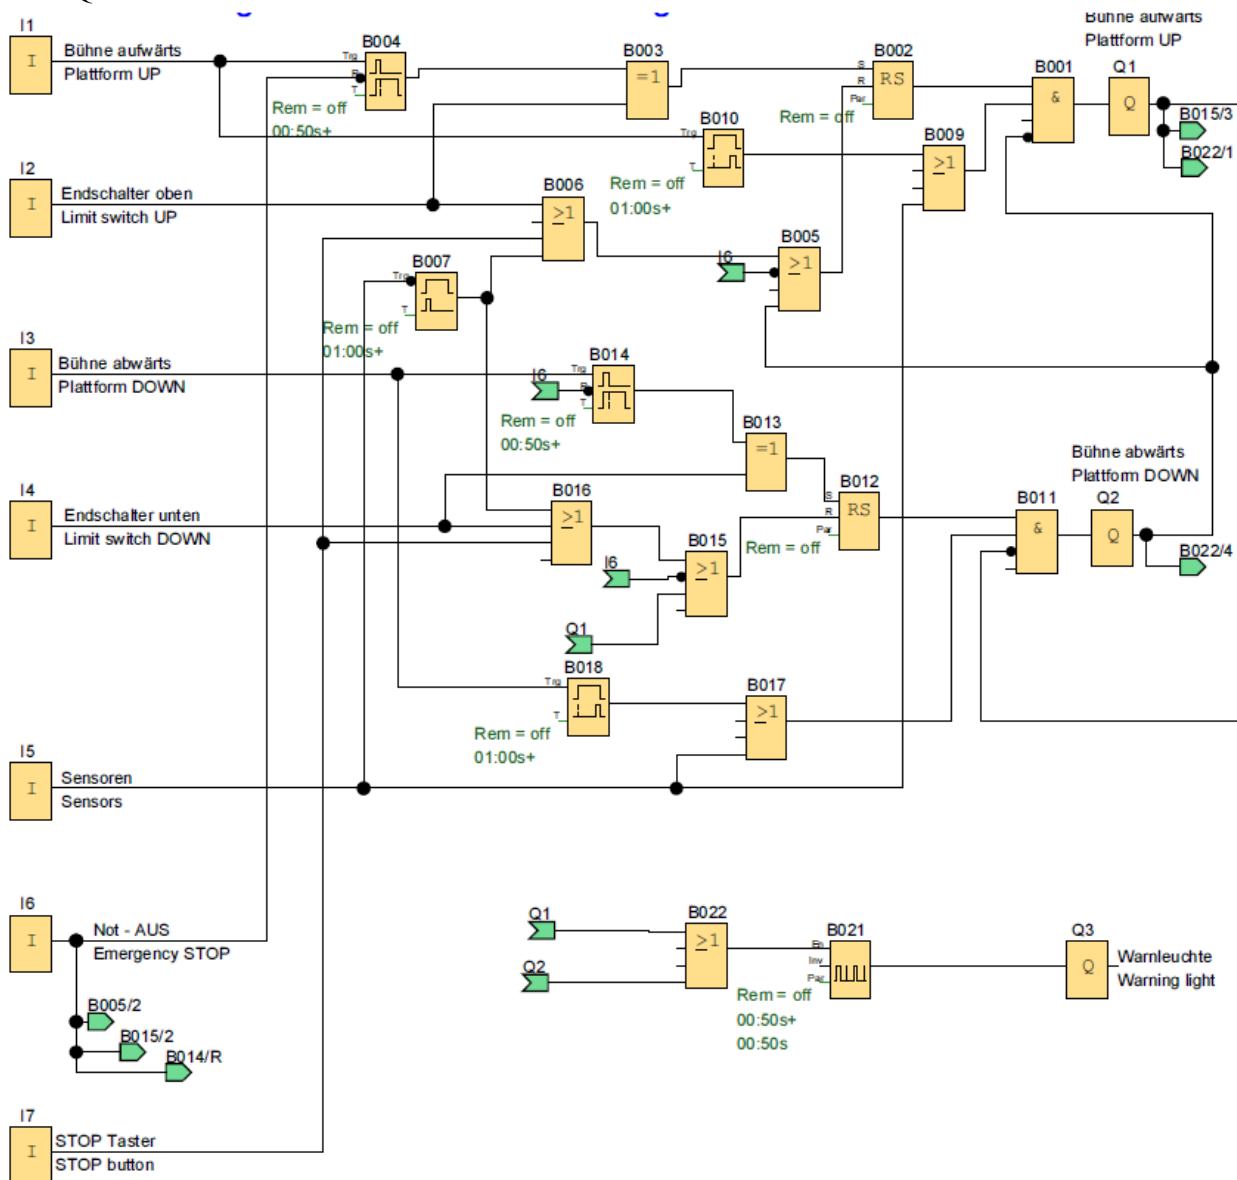 Bühne aufwärts
Plattform UP
I1
I
Bühne aufwärts
Plattform UP
B004
Trg
R
T
Rem = off
00:50s+
B003
=1
B002
S
R
Par
RS
Rem = off
B001
&
Q1
Q
B015/3
B022/1
B010
Trg
T
Rem = off
01:00s+
B009
≥1
I2
I
Endschalter oben
Limit switch UP
B006
≥1
B005
I6
≥1
B007
Trg
T
Rem = off
01:00s+
I3
I
Bühne abwärts
Plattform DOWN
B014
I6
Trg
R
T
Rem = off
00:50s+
B013
=1
Bühne abwärts
Plattform DOWN
I4
I
Endschalter unten
Limit switch DOWN
B016
≥1
B012
S
R
Par
RS
Rem = off
B011
&
Q2
Q
B022/4
B015
I6
≥1
Q1
B018
Trg
T
Rem = off
01:00s+
B017
≥1
I5
I
Sensoren
Sensors
I6
I
Not - AUS
Emergency STOP
B005/2
B015/2
B014/R
Q1
Q2
B022
≥1
B021
En
Inv
Par
Rem = off
00:50s+
00:50s
Q3
Q
Warnleuchte
Warning light
I7
I
STOP Taster
STOP button